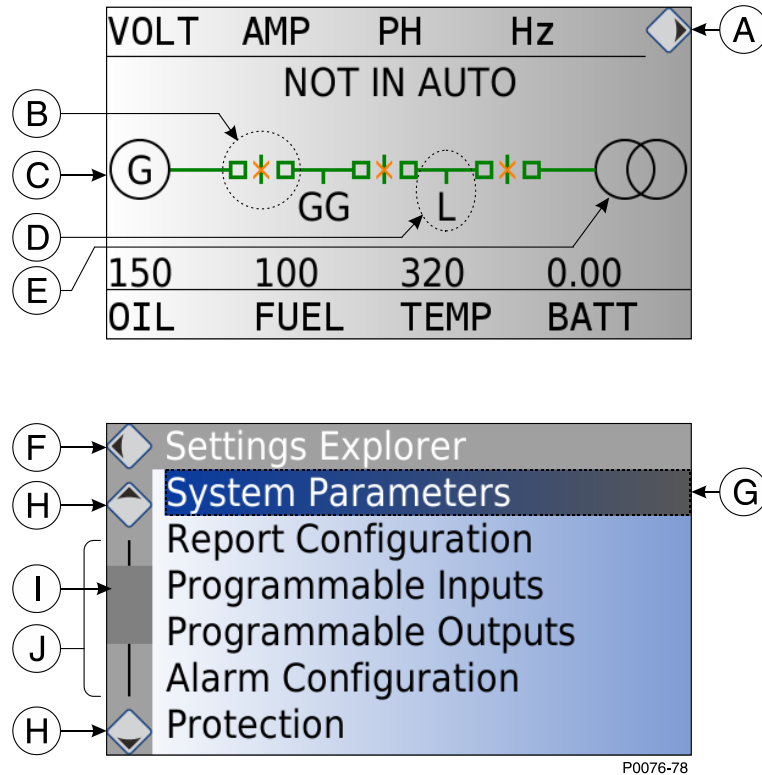 VOLT AMP PH Hz
A
NOT IN AUTO
B
C
G
GG
L
D
E
150 100 320 0.00
OIL FUEL TEMP BATT
F
Settings Explorer
H
System Parameters
G
Report Configuration
I
Programmable Inputs
J
Programmable Outputs
Alarm Configuration
H
Protection
P0076-78